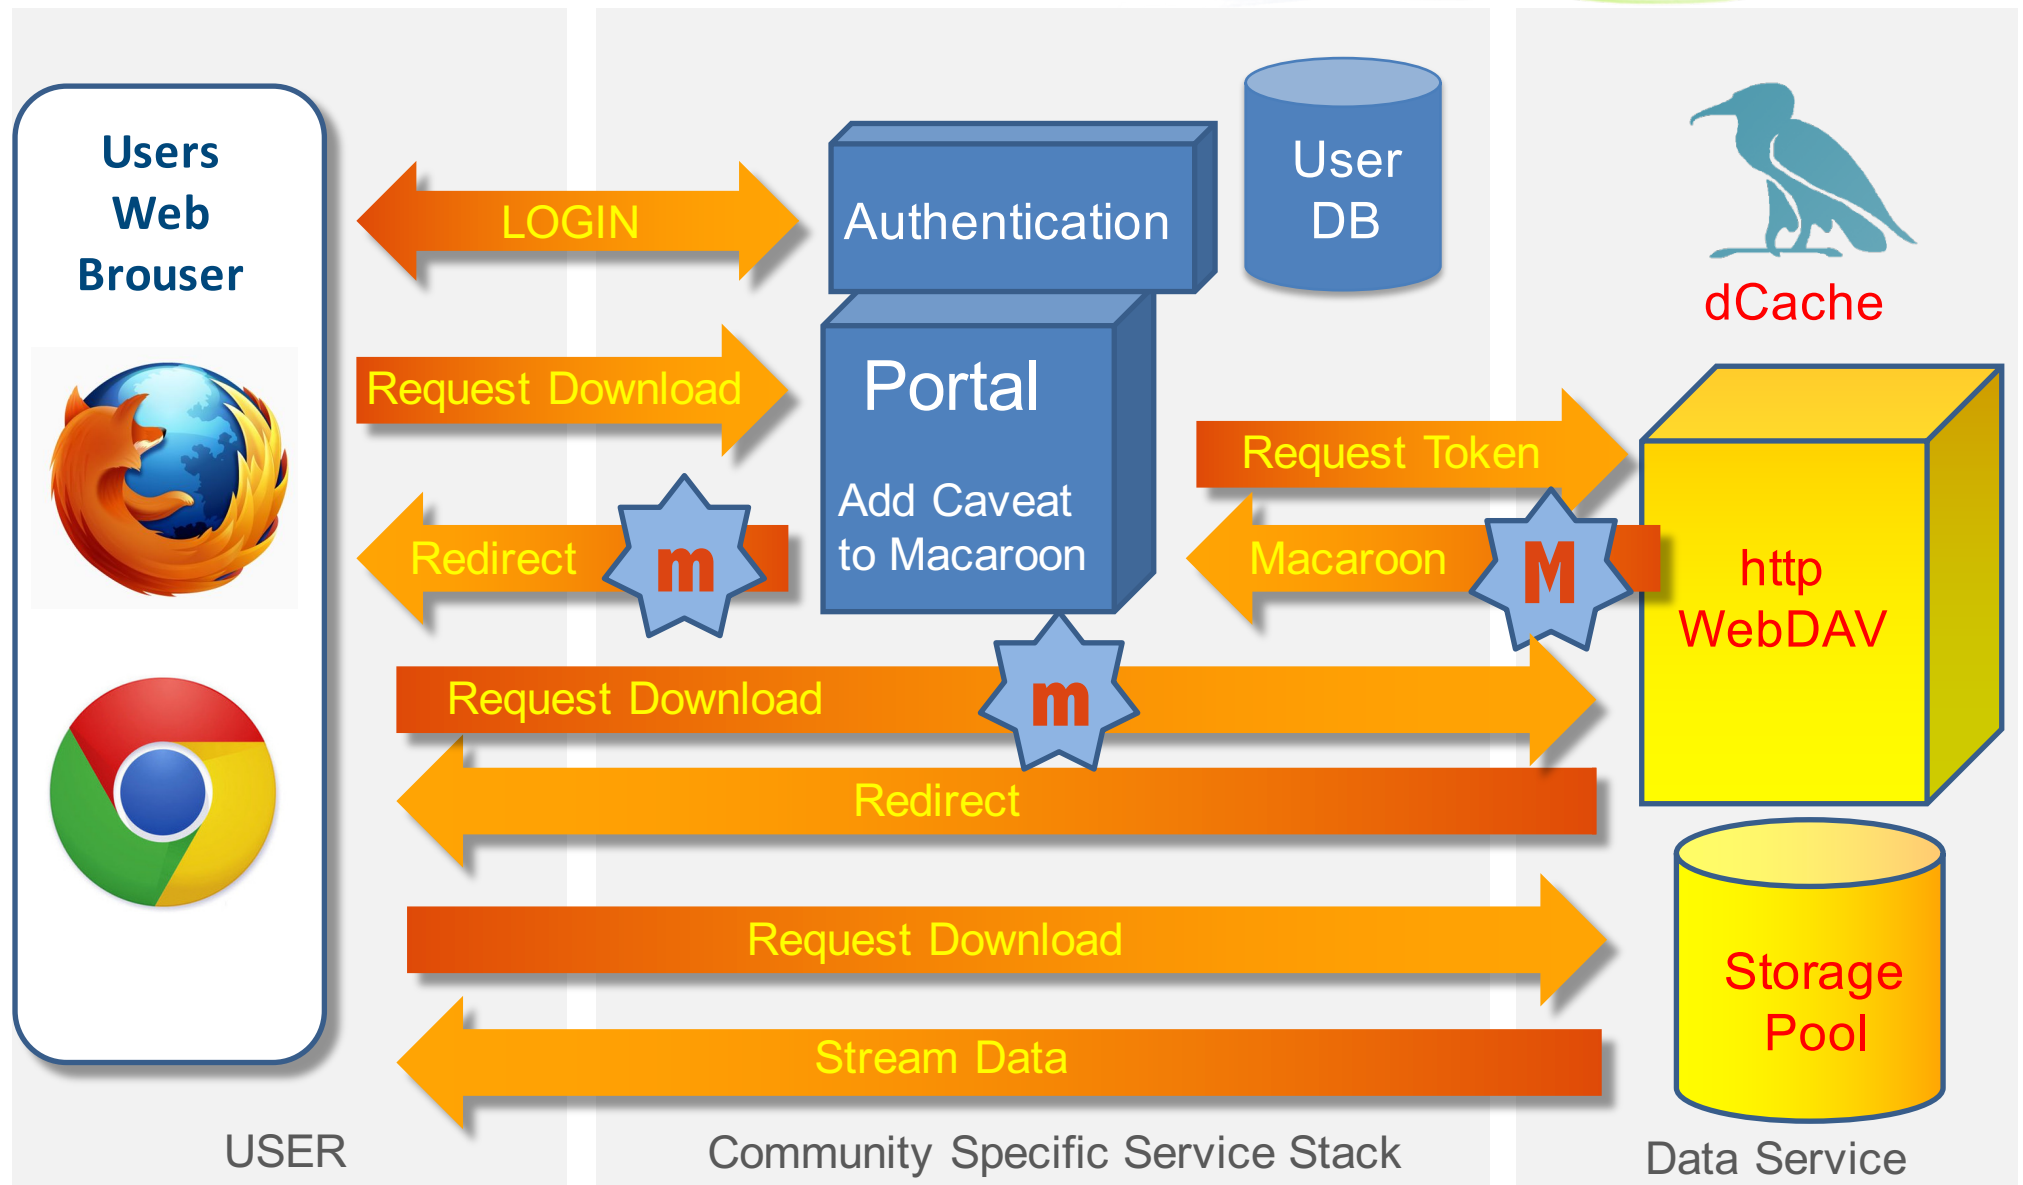 Users
Web
Brouser
LOGIN
Authentication
User
DB
dCache
Request Download
Portal
Request Token
Add Caveat
to Macaroon
Redirect
m
Macaroon
M
http
WebDAV
Request Download
m
Redirect
Request Download
Storage
Pool
Stream Data
USER
Community Specific Service Stack
Data Service